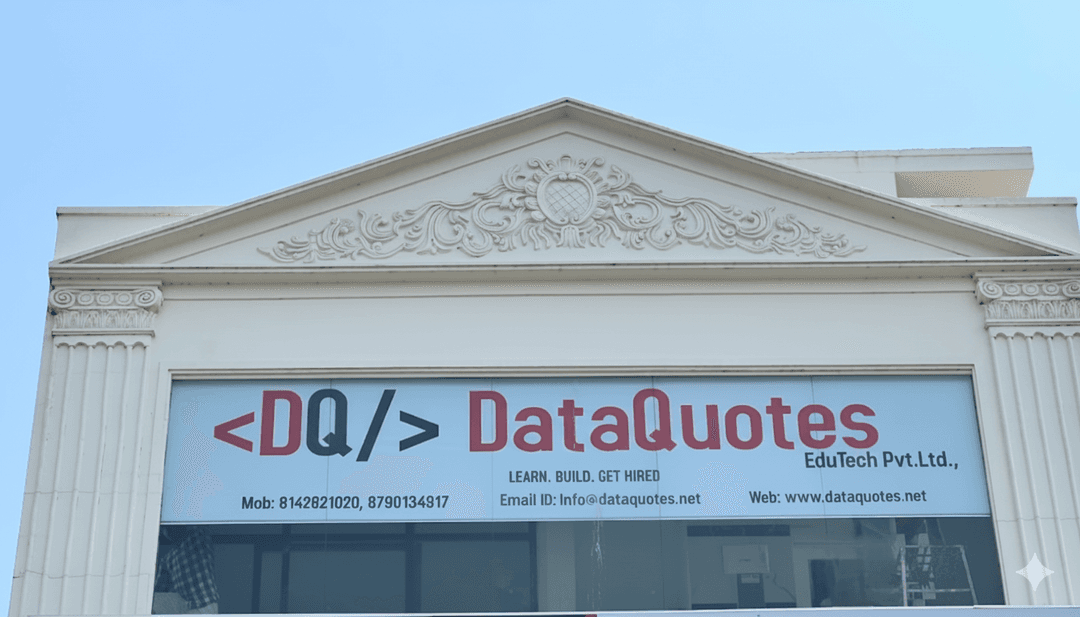 <DQ/> DataQuotes
EduTech Pvt.Ltd.,
LEARN. BUILD. GET HIRED
Mob: 8142821020, 8790134917 Email ID: Info@dataquotes.net Web: www.dataquotes.net